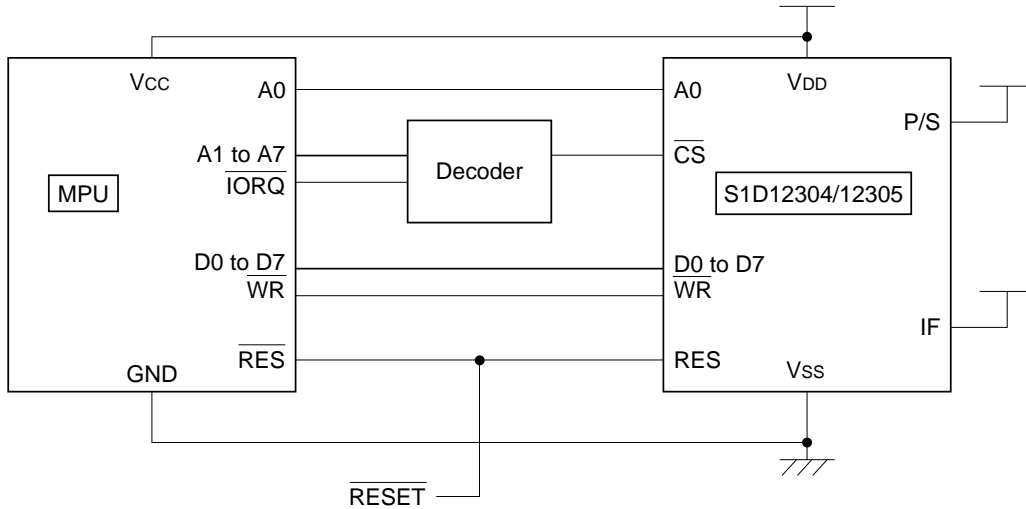 VCC
A0
A1 to A7
IORQ
MPU
D0 to D7
WR
RES
GND
Decoder
RESET
VDD
A0
P/S
CS
S1D12304/12305
D0 to D7
WR
IF
RES
VSS